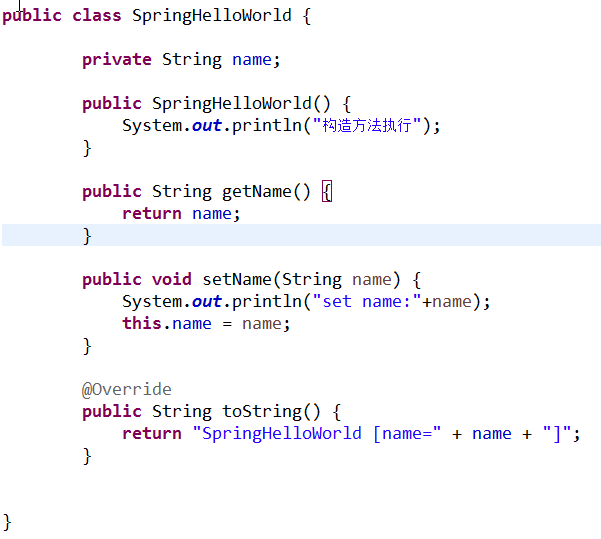 public class SpringHelloWorld {
private String name;
public SpringHelloWorld() {
System.out.println("构造方法执行");
}
public String getName() {
return name;
}
public void setName(String name) {
System.out.println("set name:"+name);
this.name = name;
}
@Override
public String toString() {
return "SpringHelloWorld [name=" + name + "]";
}
}